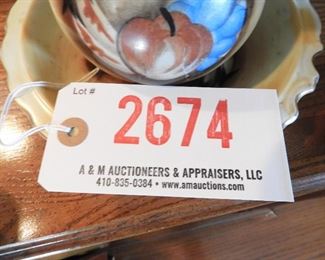 Lot #
2674
A & M AUCTIONEERS & APPRAISERS, LLC
410-835-0384 • www.amauctions.com